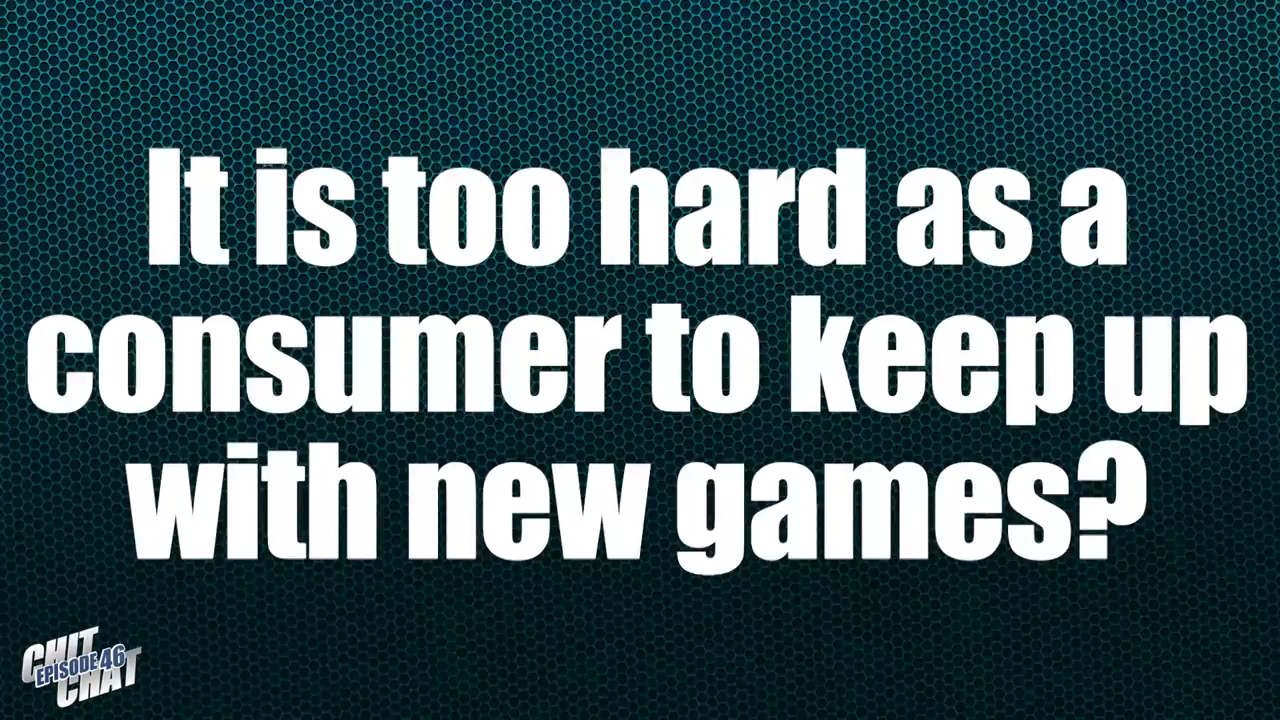 It is too hard as a
consumer to keep up
with new games?
CHIT
EPISODE 46
CHAT